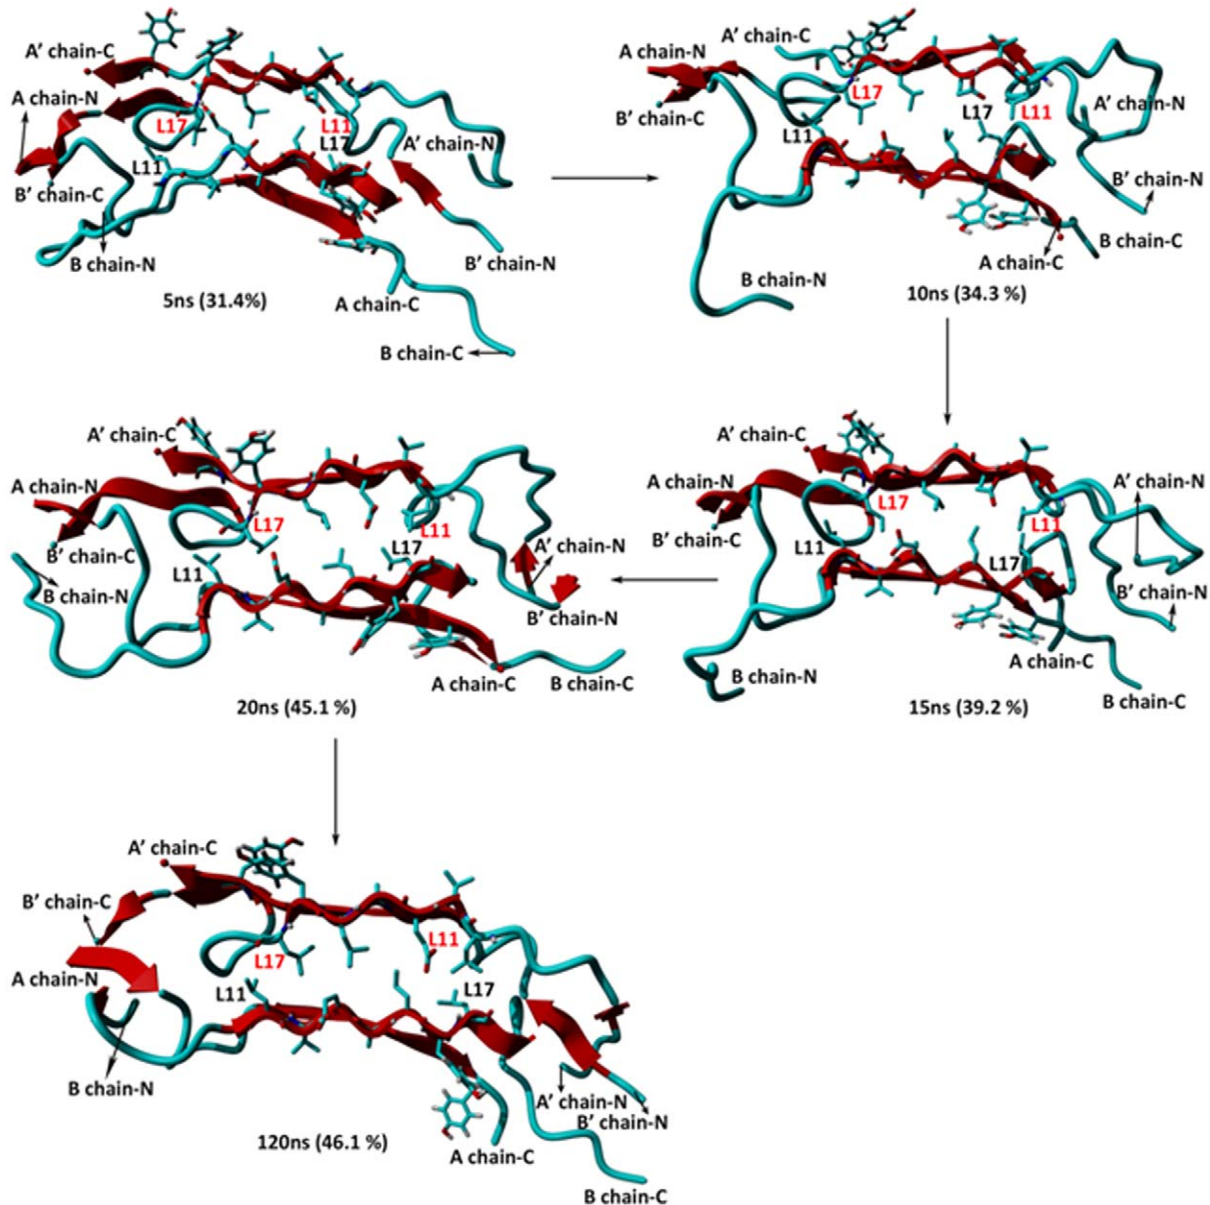 A' chain-C
A chain-N
L17
L11
L17
L11
A' chain-N
B' chain-C
B chain-N
B' chain-N
5ns (31.4%)
A chain-C
B chain-C
A' chain-C
A chain-N
L17
L17
L11
B' chain-C
A' chain-N
L11
B' chain-N
B chain-C
A chain-C
B chain-N
10ns (34.3 %)
A' chain-C
A chain-N
L17
L11
B' chain-C
L17
A' chain-N
L11
B chain-N
B' chain-N
A chain-C
B chain-C
20ns (45.1 %)
A' chain-C
A chain-N
A' chain-N
L17
L11
B' chain-C
L11
L17
B' chain-N
A chain-C
B chain-N
B chain-C
15ns (39.2 %)
A' chain-C
B' chain-C
L11
L17
A chain-N
L11
L17
B chain-N
A' chain-N
B' chain-N
120ns (46.1 %)
A chain-C
B chain-C